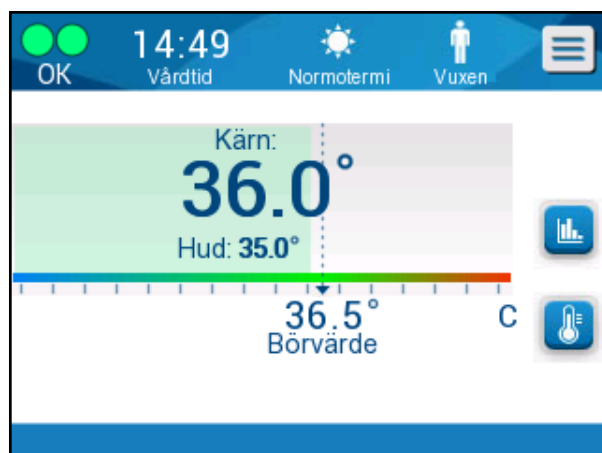 OK
14:49
Vårdtid
Normotermi
Vuxen
Kärn:
36.0°
Hud: 35.0°
36.5°
C
Börvärde